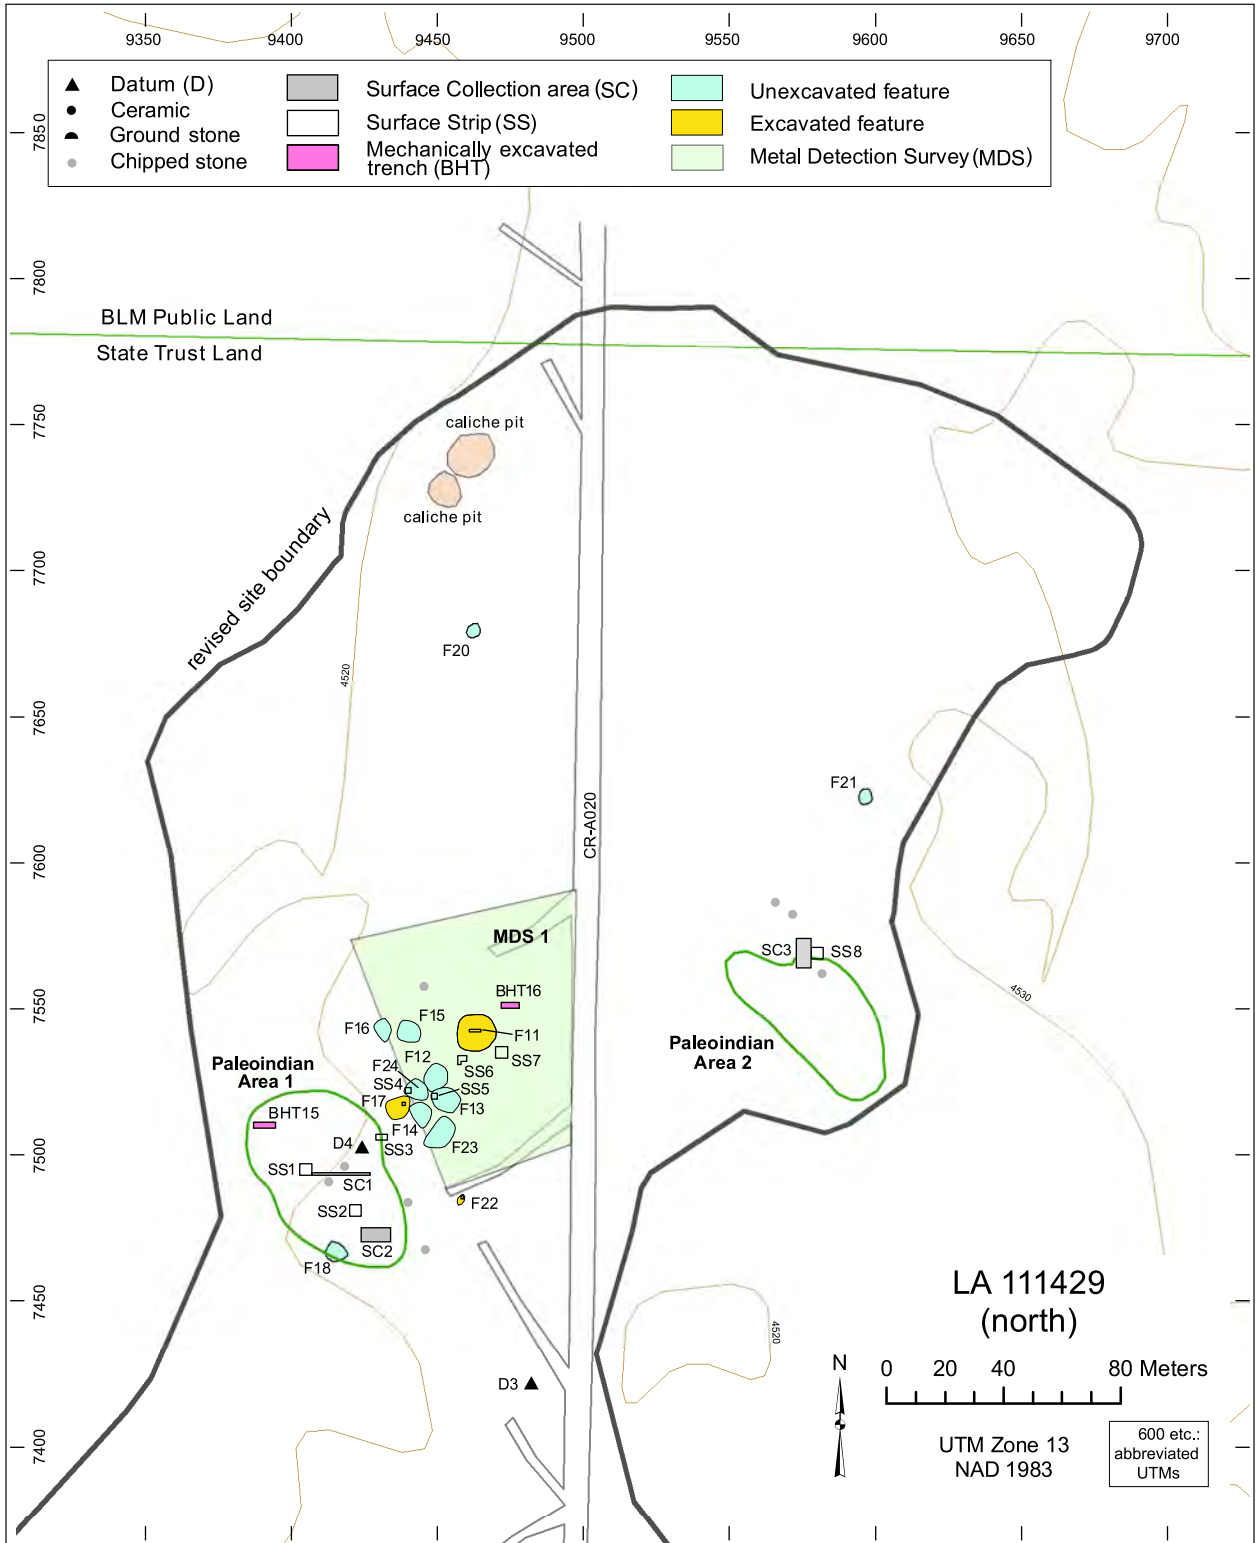 9350 9400 9450 9500 9550 9600 9650 9700
Datum (D)
Ceramic
Ground stone
Chipped stone
Surface Collection area (SC)
Surface Strip (SS)
Mechanically excavated
trench (BHT)
Unexcavated feature
Excavated feature
Metal Detection Survey (MDS)
7850
7800
BLM Public Land
State Trust Land
7750
caliche pit
caliche pit
7700
revised site boundary
F20
4520
7650
F21
CR-A020
7600
MDS 1
SC3
SS8
4530
BHT16
7550
F16
F15
F11
Paleoindian
Area 2
F12
SS7
SS6
F24
Paleoindian
Area 1
SS4
SS5
F17
F13
BHT15
F14
D4
SS3
F23
7500
SS1
SC1
F22
SS2
SC2
F18
LA 111429
(north)
7450
4520
N
0 20 40 80 Meters
D3
7400
UTM Zone 13
NAD 1983
600 etc.:
abbreviated
UTMs